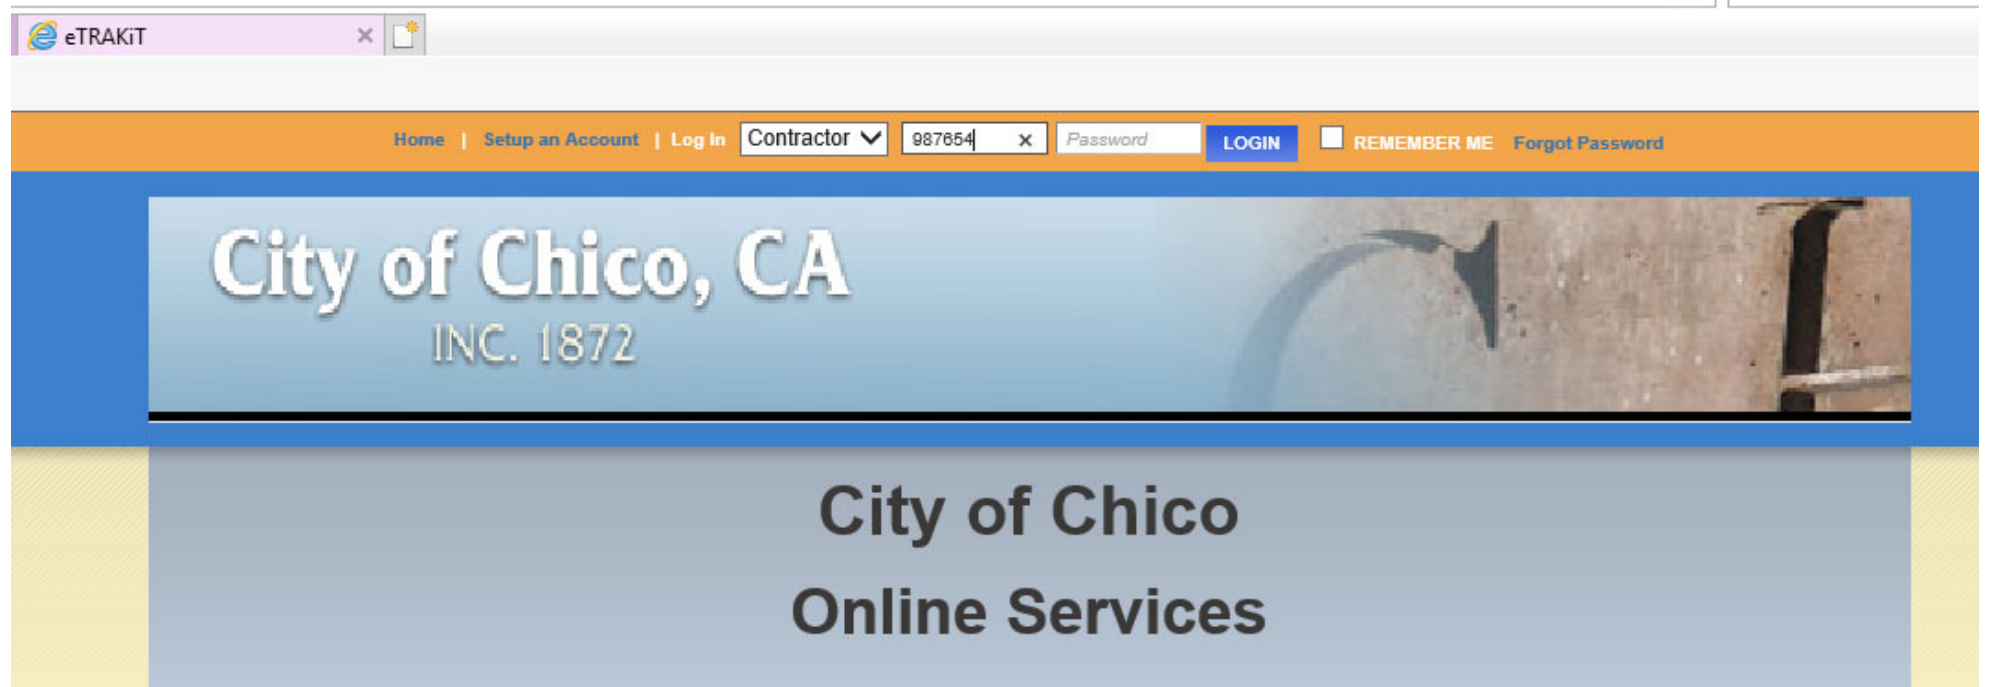 eTRAKiT
Home | Setup an Account | Log In Contractor 987654 Password LOGIN REMEMBER ME Forgot Password
City of Chico, CA
INC. 1872
City of Chico
Online Services